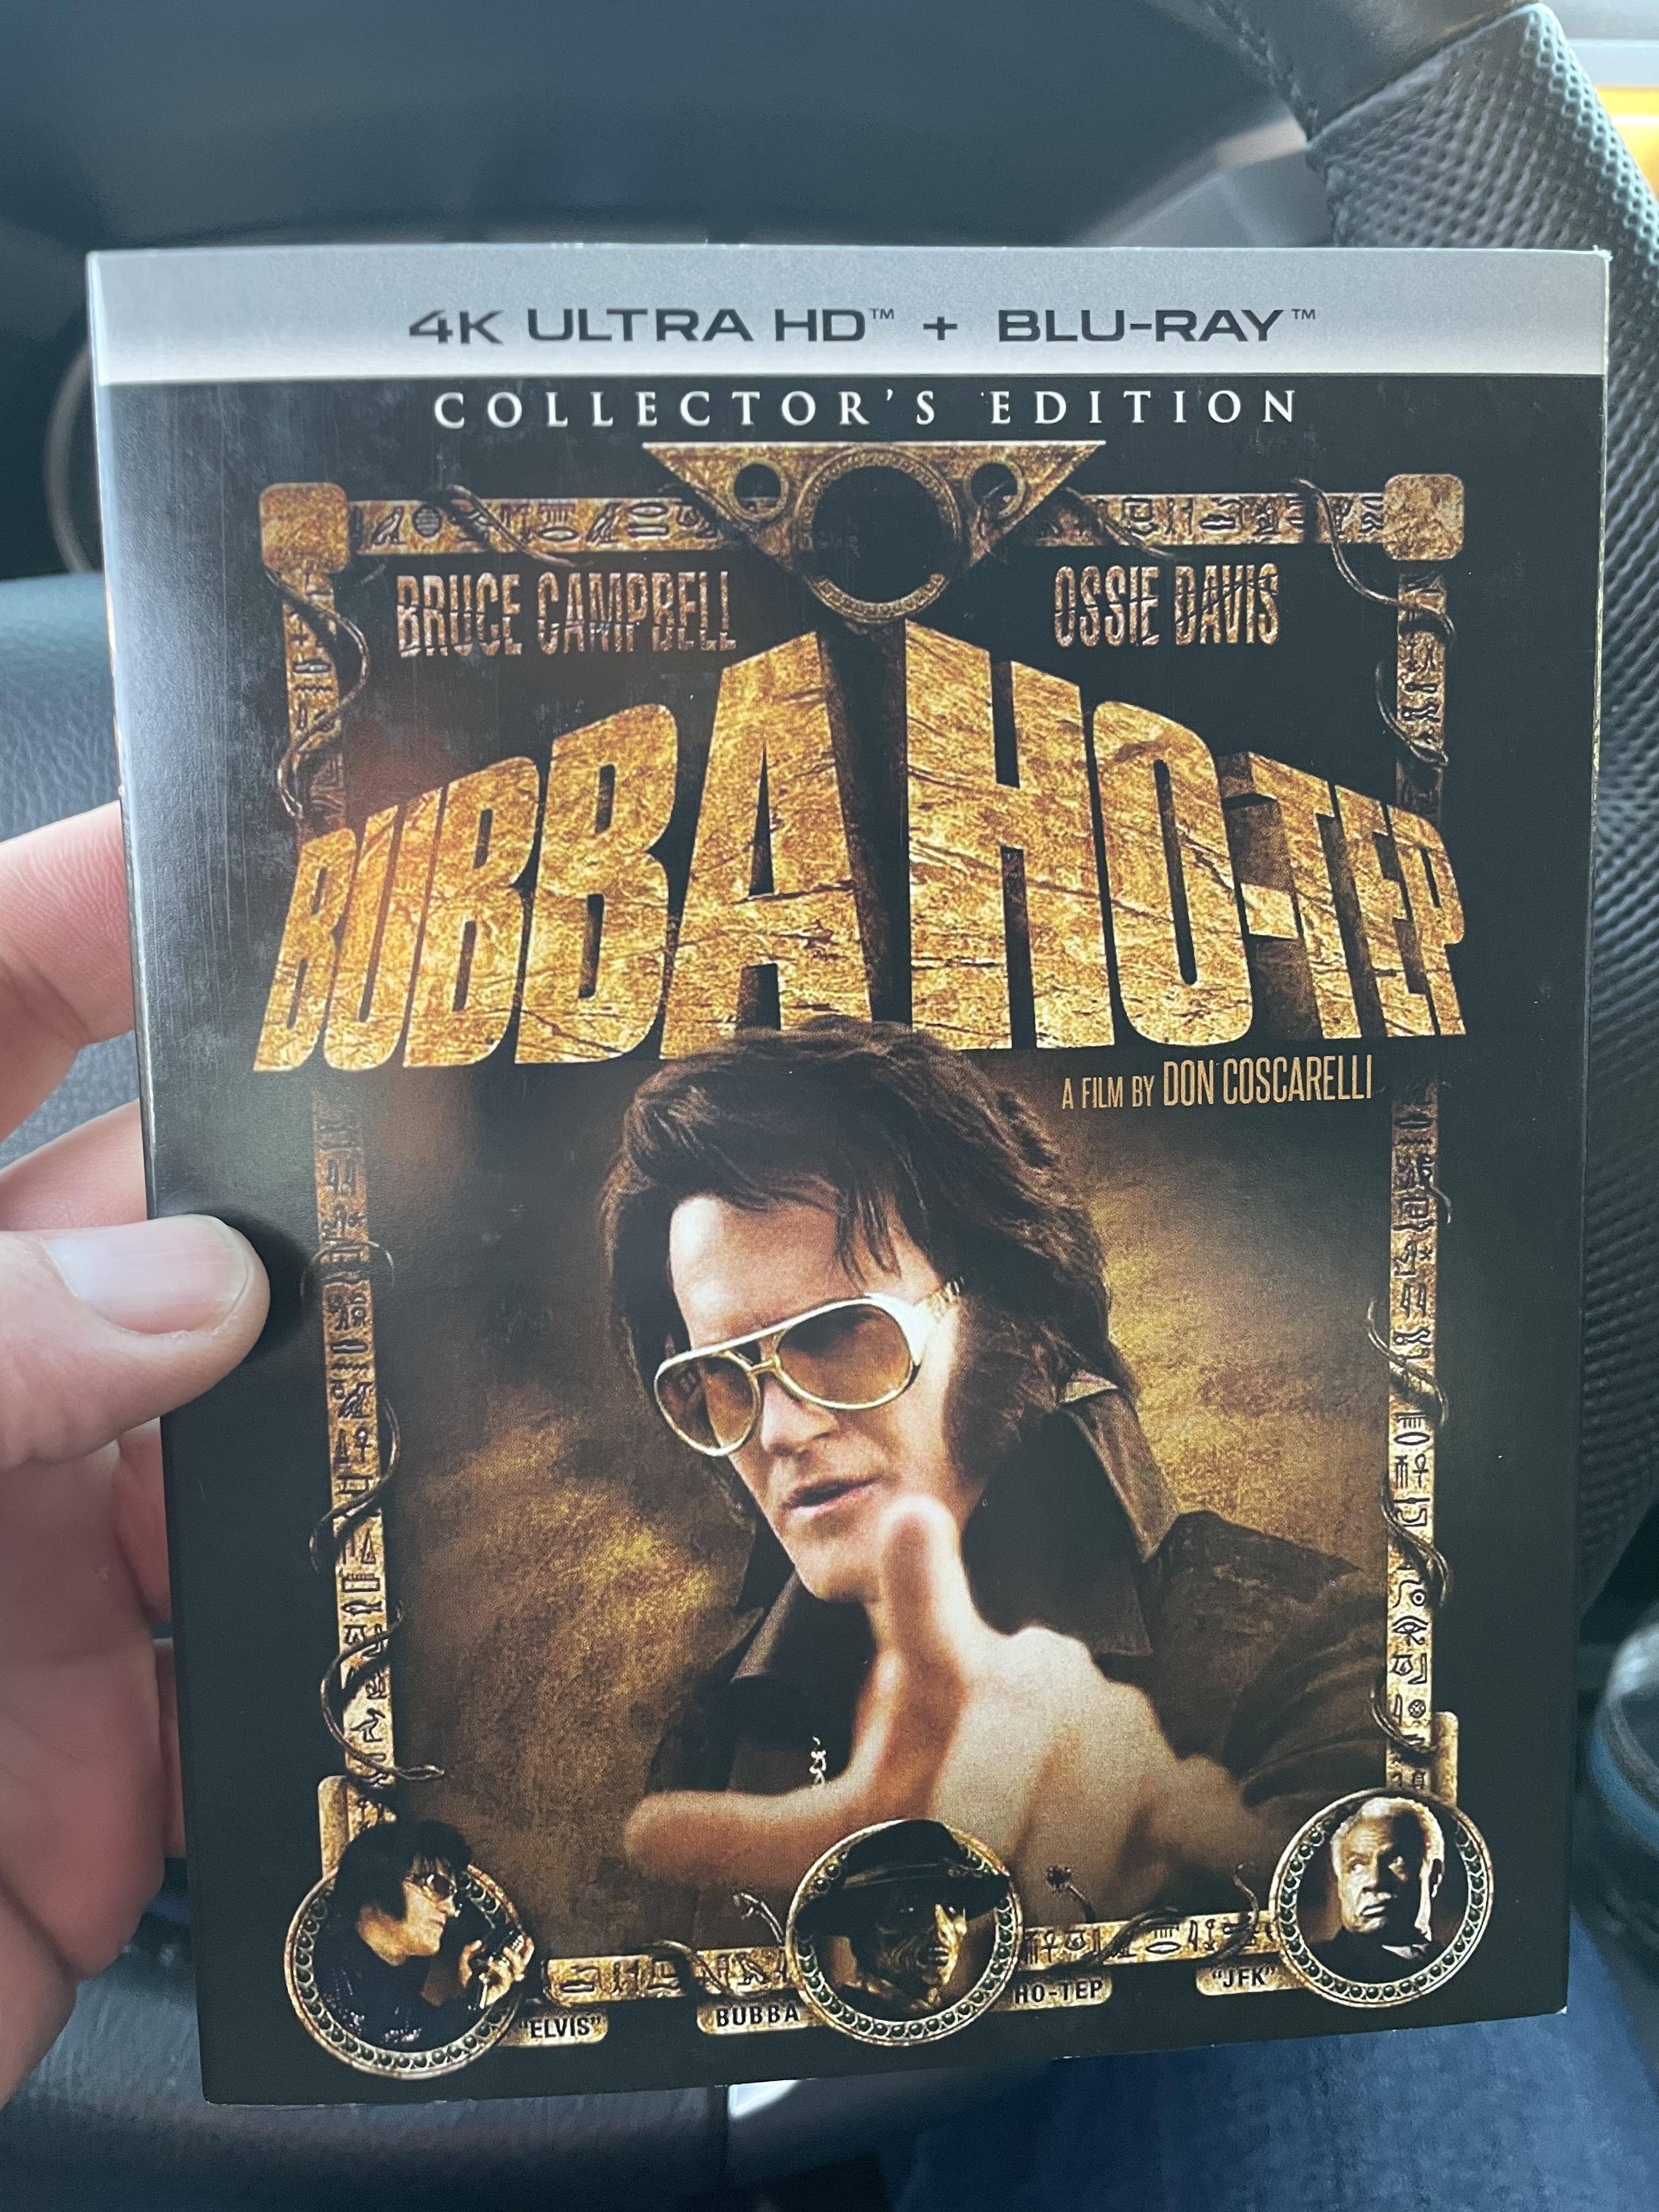 4K ULTRA HD™ + BLU-RAY™
COLLECTOR'S EDITION
BRUCE CAMPBELL
OSSIE DAVIS
BUBBA HO-TEP
A FILM BY DON COSCARELLI
"ELVIS"
BUBBA HO-TEP
"JFK"